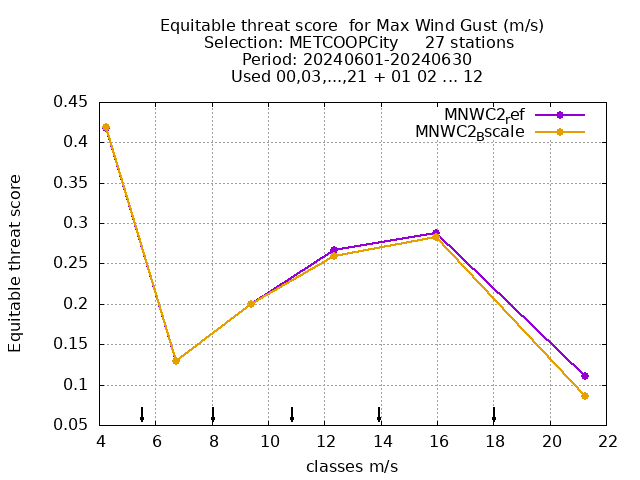 Equitable threat score  for Max Wind Gust (m/s)
Selection: METCOOPCity     27 stations
Period: 20240601-20240630
Used 00,03,...,21 + 01 02 ... 12
MNWC2ref
MNWC2Bscale
0.45
0.4
0.35
0.3
0.25
0.2
0.15
0.1
0.05
Equitable threat score
4 6 8 10 12 14 16 18 20 22
classes m/s